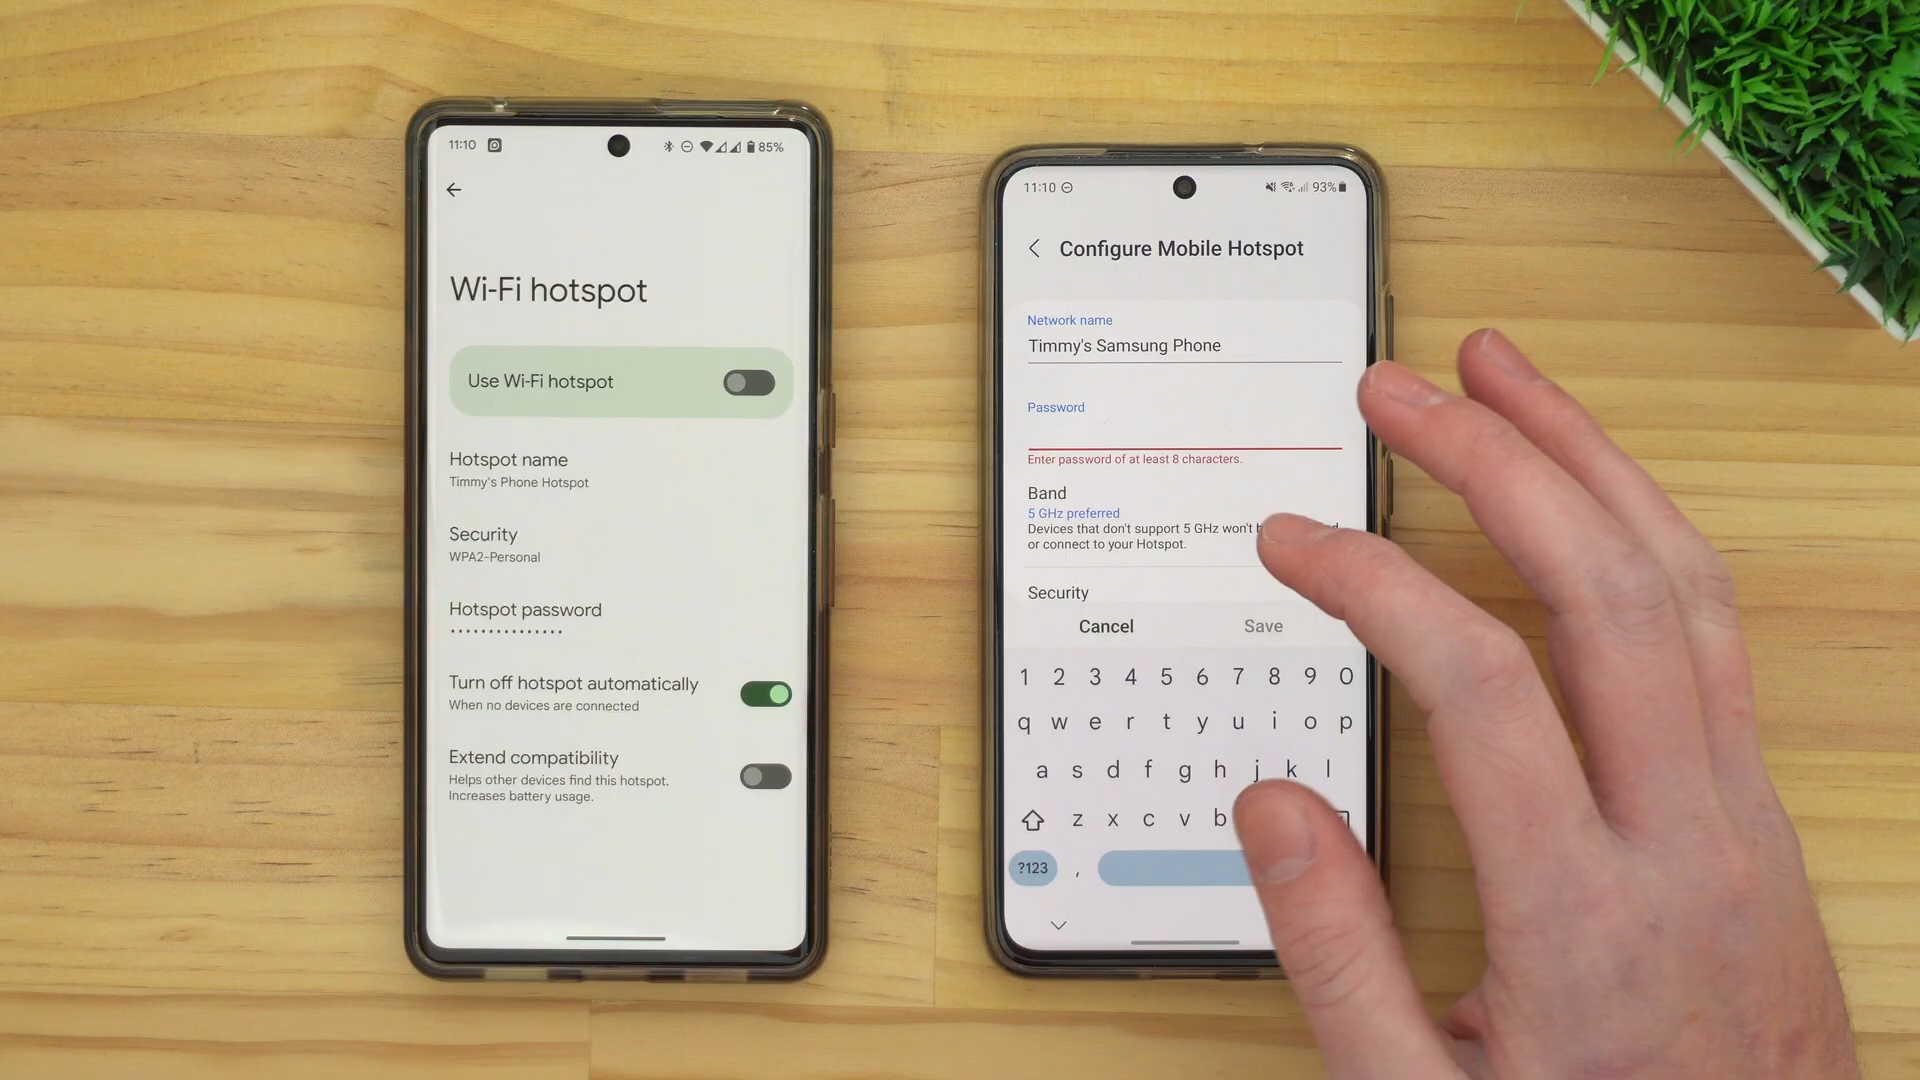 11:10
85%
Wi-Fi hotspot
Use Wi-Fi hotspot
Hotspot name
Timmy's Phone Hotspot
Security
WPA2-Personal
Hotspot password
Turn off hotspot automatically
When no devices are connected
Extend compatibility
Helps other devices find this hotspot.
Increases battery usage.
11:10
93%
Configure Mobile Hotspot
Network name
Timmy's Samsung Phone
Password
Enter password of at least 8 characters.
Band
5 GHz preferred
Devices that don't support 5 GHz won't
or connect to your Hotspot.
Security
Cancel Save
1 2 3 4 5 6 7 8 9 0
q w e r t y u i o p
a s d f g h j k l
z x c v b
?123 ,